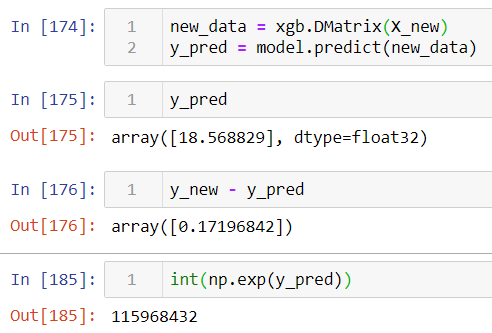 In [174]: 1 new_data = xgb.DMatrix(X_new)
2 y_pred = model.predict(new_data)
In [175]: 1 y_pred
Out[175]: array([18.568829], dtype=float32)
In [176]: 1 y_new - y_pred
Out[176]: array([0.17196842])
In [185]: 1 int(np.exp(y_pred))
Out[185]: 115968432